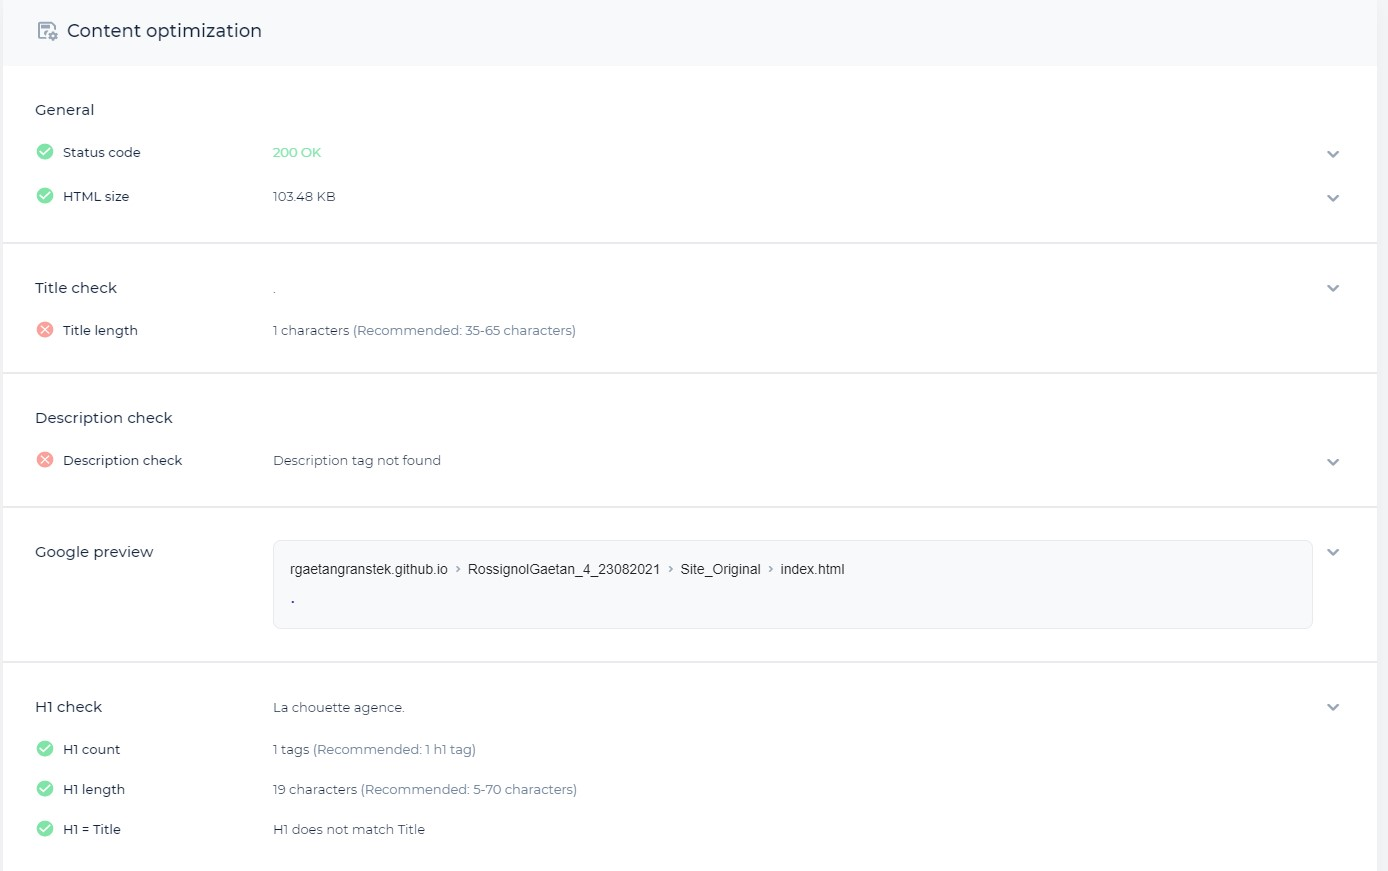 Content optimization
General
Status code 200 OK
HTML size 103.48 KB
Title check .
Title length 1 characters (Recommended: 35-65 characters)
Description check
Description check Description tag not found
Google preview
rgaetangranstek.github.io › RossignolGaetan_4_23082021 › Site_Original › index.html
.
H1 check La chouette agence.
H1 count 1 tags (Recommended: 1 h1 tag)
H1 length 19 characters (Recommended: 5-70 characters)
H1 = Title H1 does not match Title